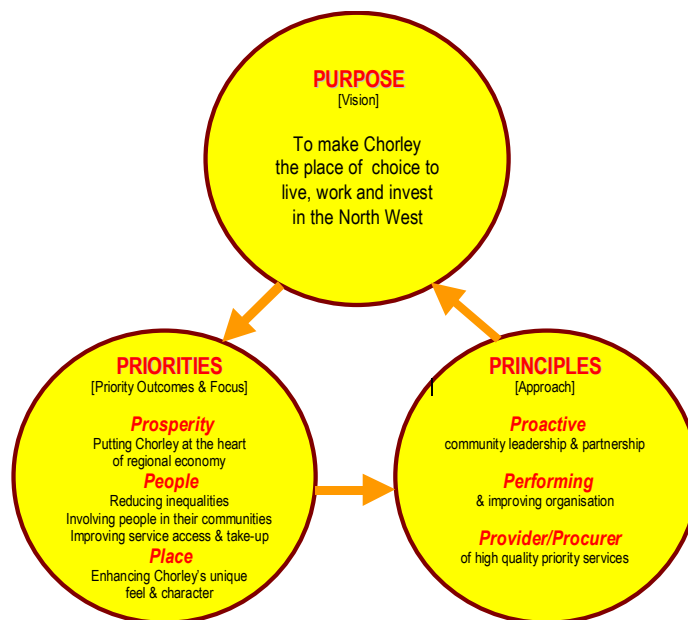 PURPOSE
[Vision]
To make Chorley
the place of choice to
live, work and invest
in the North West
PRIORITIES
[Priority Outcomes & Focus]
Prosperity
Putting Chorley at the heart
of regional economy
People
Reducing inequalities
Involving people in their communities
Improving service access & take-up
Place
Enhancing Chorley's unique
feel & character
PRINCIPLES
[Approach]
Proactive
community leadership & partnership
Performing
& improving organisation
Provider/Procurer
of high quality priority services